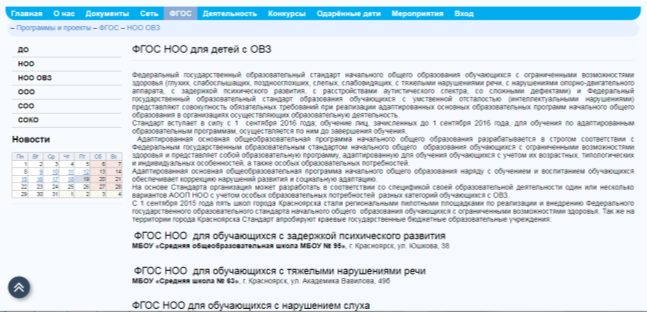 Главная О нас Документы Сеть ФГОС Деятельность Конкурсы Одарённые дети Мероприятия Вход
– Программы и проекты – ФГОС – НОО ОВЗ
ДО
НОО
НОО ОВЗ
ООО
СОО
СОКО
Новости
Пн Вт Ср Чт Пт Сб Вс
1 2 3 4 5 6 7
8 9 10 11 12 13 14
15 16 17 18 19 20 21
22 23 24 25 26 27 28
29 30 31 1 2 3 4
ФГОС НОО для детей с ОВЗ
Федеральный государственный образовательный стандарт начального общего образования обучающихся с ограниченными возможностями
здоровья (глухих, слабослышащих, позднооглохших, слепых, слабовидящих, с тяжелыми нарушениями речи, с нарушениями опорно-двигательного
аппарата, с задержкой психического развития, с расстройствами аутистического спектра, со сложными дефектами) и Федеральный
государственный образовательный стандарт образования обучающихся с умственной отсталостью (интеллектуальными нарушениями)
представляют совокупность обязательных требований при реализации адаптированных основных образовательных программ начального общего
образования в организациях осуществляющих образовательную деятельность.
Стандарт вступает в силу с 1 сентября 2016 года; обучение лиц, зачисленных до 1 сентября 2016 года, для обучения по адаптированным
образовательным программам, осуществляется по ним до завершения обучения.
Адаптированная основная общеобразовательная программа начального общего образования разрабатывается в строгом соответствии с
Федеральным государственным стандартом начального общего образования обучающихся с ограниченными возможностями
здоровья и представляет собой образовательную программу, адаптированную для обучения обучающихся с учетом их возрастных, типологических
и индивидуальных особенностей, а также особых образовательных потребностей.
Адаптированная основная общеобразовательная программа начального общего образования наряду с обучением и воспитанием обучающихся
обеспечивает коррекцию нарушений развития и социальную адаптацию.
На основе Стандарта организация может разработать в соответствии со спецификой своей образовательной деятельности один или несколько
вариантов АООП НОО с учетом особых образовательных потребностей разных категорий обучающихся с ОВЗ.
С 1 сентября 2015 года пять школ города Красноярска стали региональными пилотными площадками по реализации и внедрению Федерального
государственного образовательного стандарта начального общего образования обучающихся с ограниченными возможностями здоровья. Так же на
территории города Красноярска Стандарт апробируют краевые государственные бюджетные образовательные учреждения:
ФГОС НОО для обучающихся с задержкой психического развития
МБОУ «Средняя общеобразовательная школа МБОУ № 95», г. Красноярск, ул. Юшкова, 38
ФГОС НОО для обучающихся с тяжелыми нарушениями речи
МБОУ «Средняя школа № 63», г. Красноярск, ул. Академика Вавилова, 49б
ФГОС НОО для обучающихся с нарушением слуха